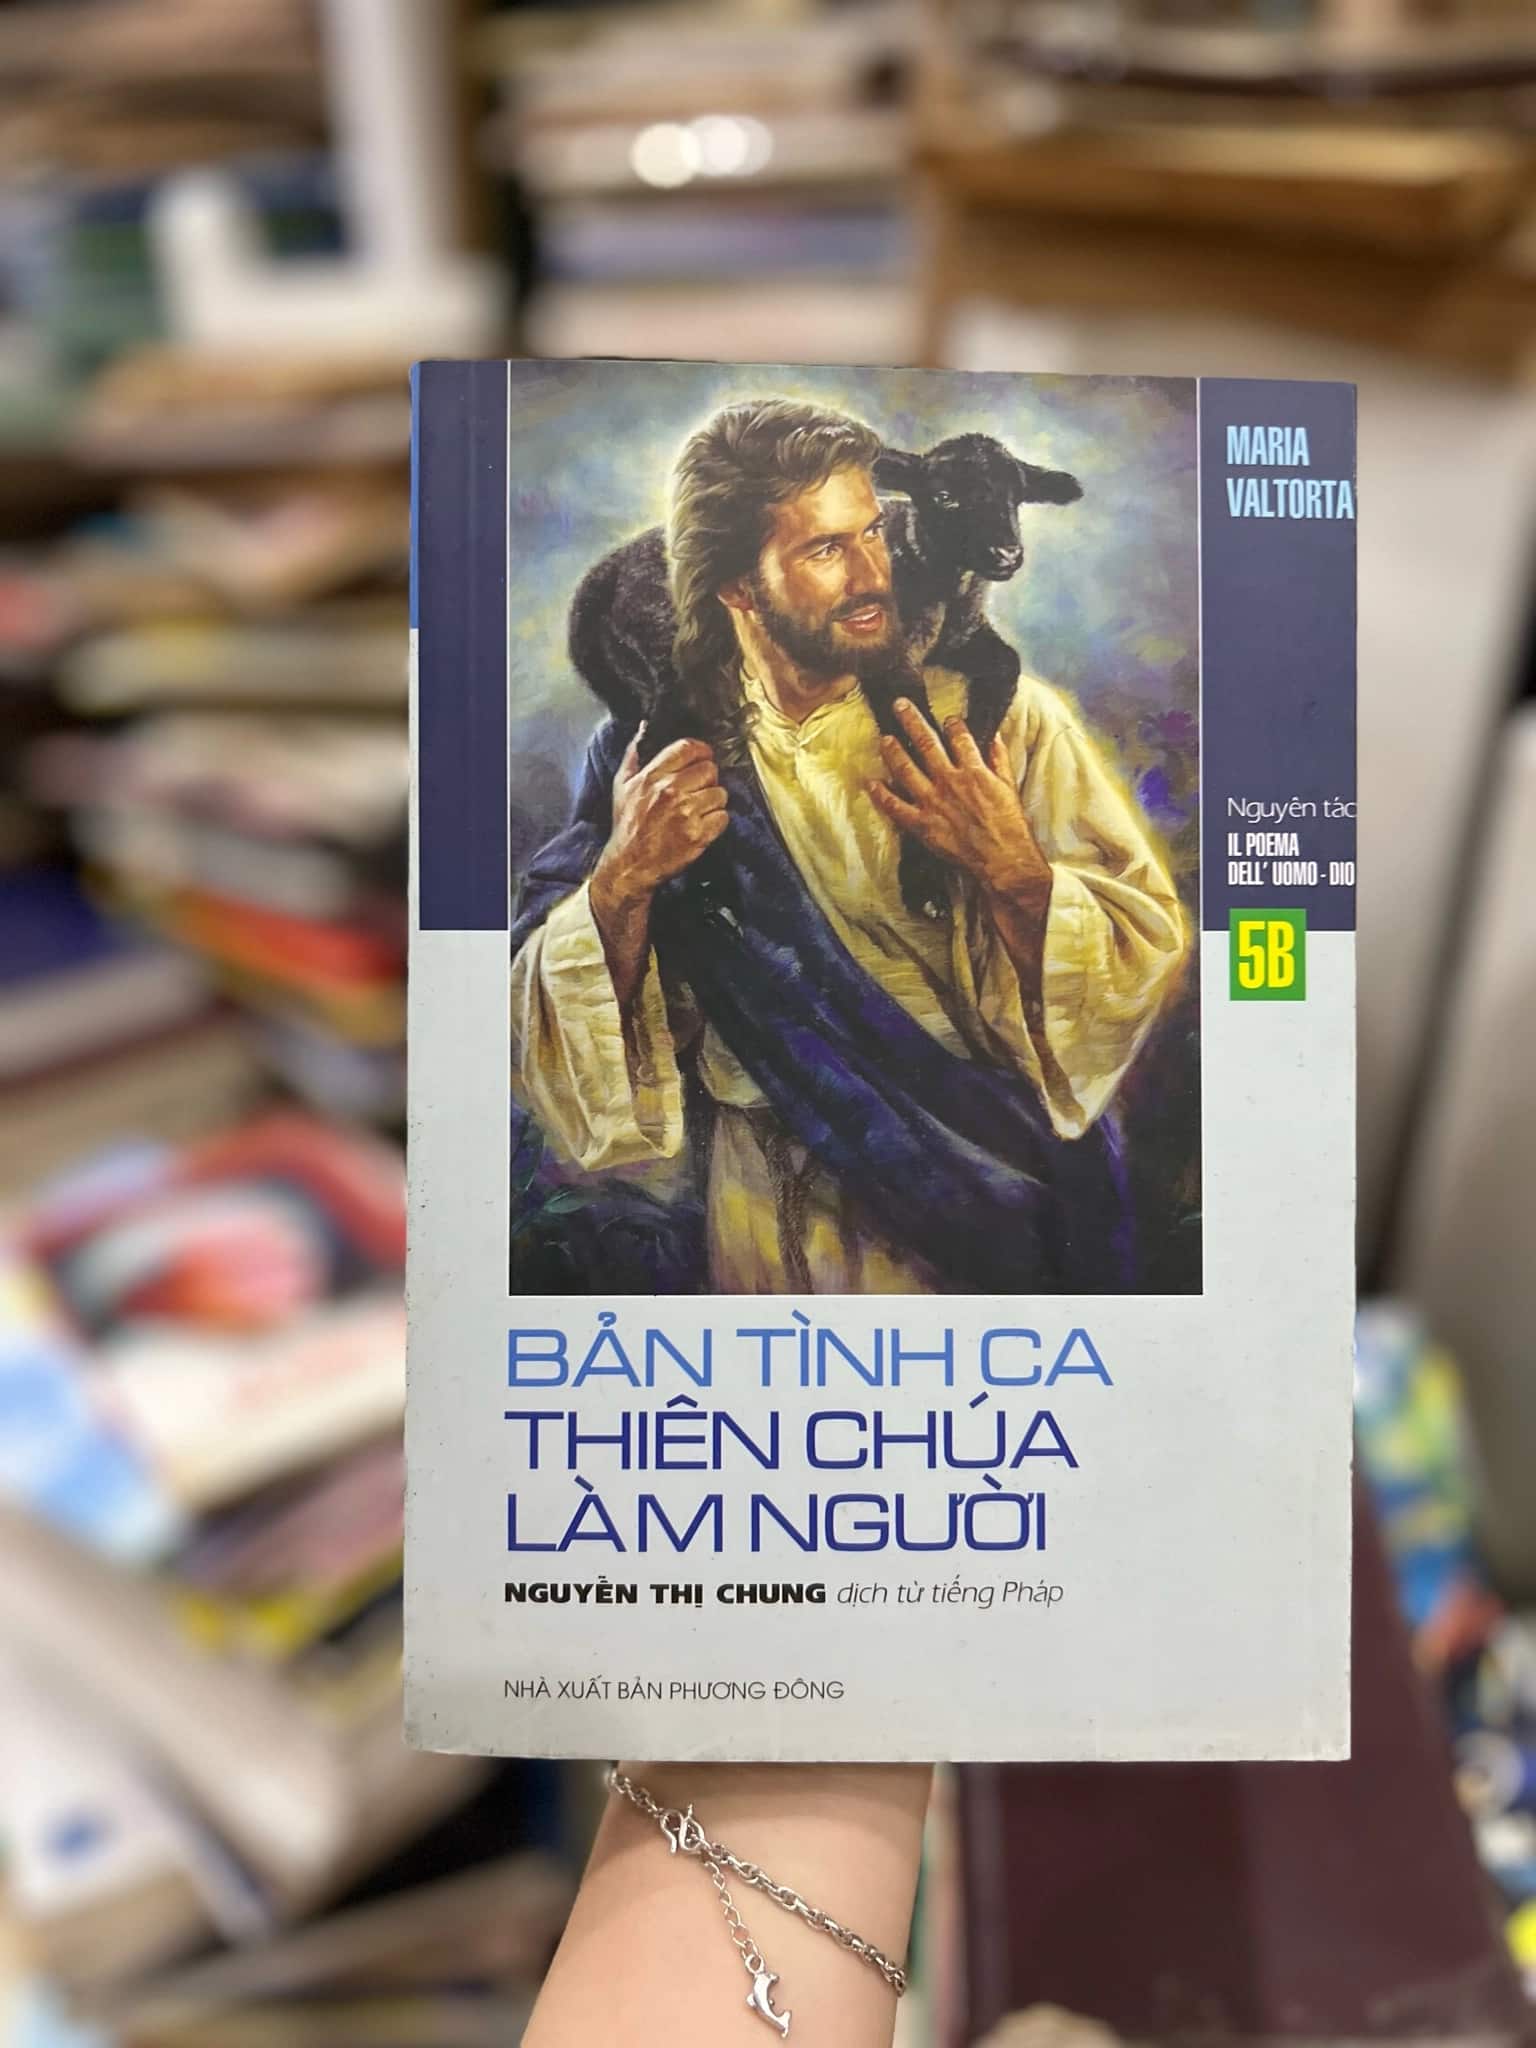 MARIA
VALTORTA
Nguyên tác
IL POEMA
DELL' UOMO - DIO
5B
BẢN TÌNH CA
THIÊN CHÚA
LÀM NGƯỜI
NGUYỄN THỊ CHUNG dịch từ tiếng Pháp
NHÀ XUẤT BẢN PHƯƠNG ĐÔNG